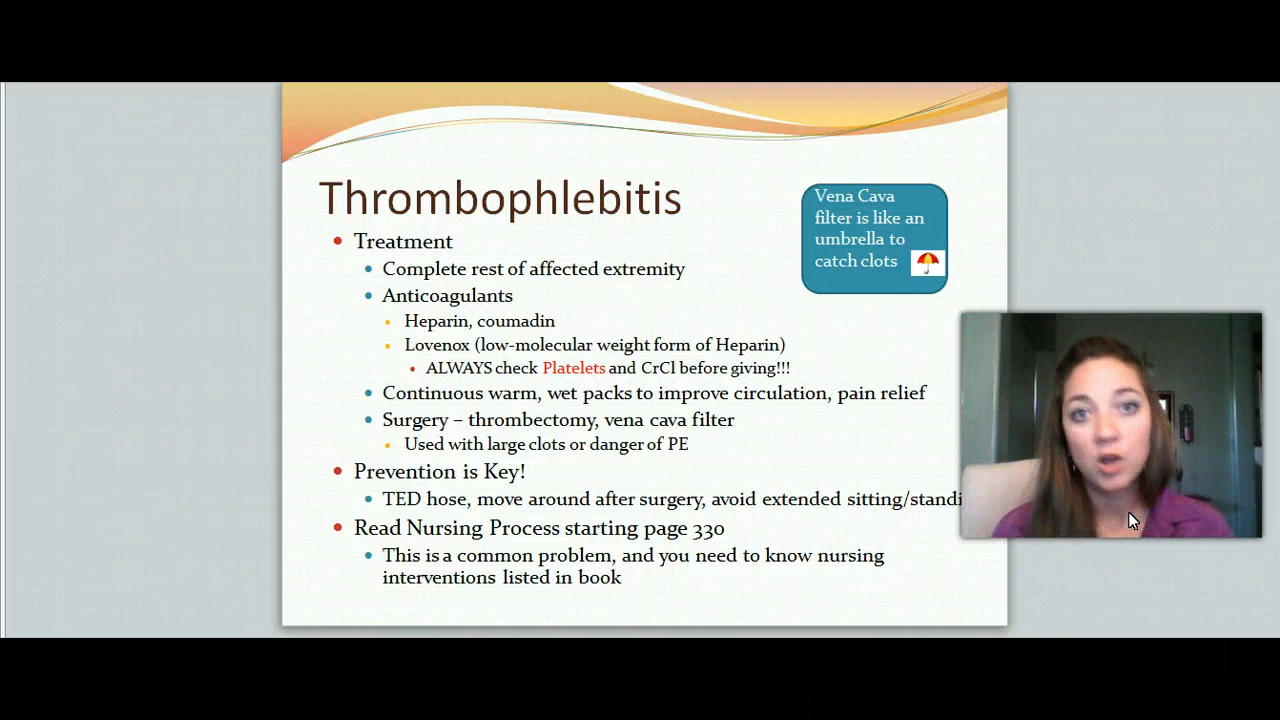 Thrombophlebitis
Vena Cava
filter is like an
umbrella to
catch clots
Treatment
Complete rest of affected extremity
Anticoagulants
Heparin, coumadin
Lovenox (low-molecular weight form of Heparin)
ALWAYS check Platelets and CrCl before giving!!!
Continuous warm, wet packs to improve circulation, pain relief
Surgery – thrombectomy, vena cava filter
Used with large clots or danger of PE
Prevention is Key!
TED hose, move around after surgery, avoid extended sitting/standi
Read Nursing Process starting page 330
This is a common problem, and you need to know nursing
interventions listed in book